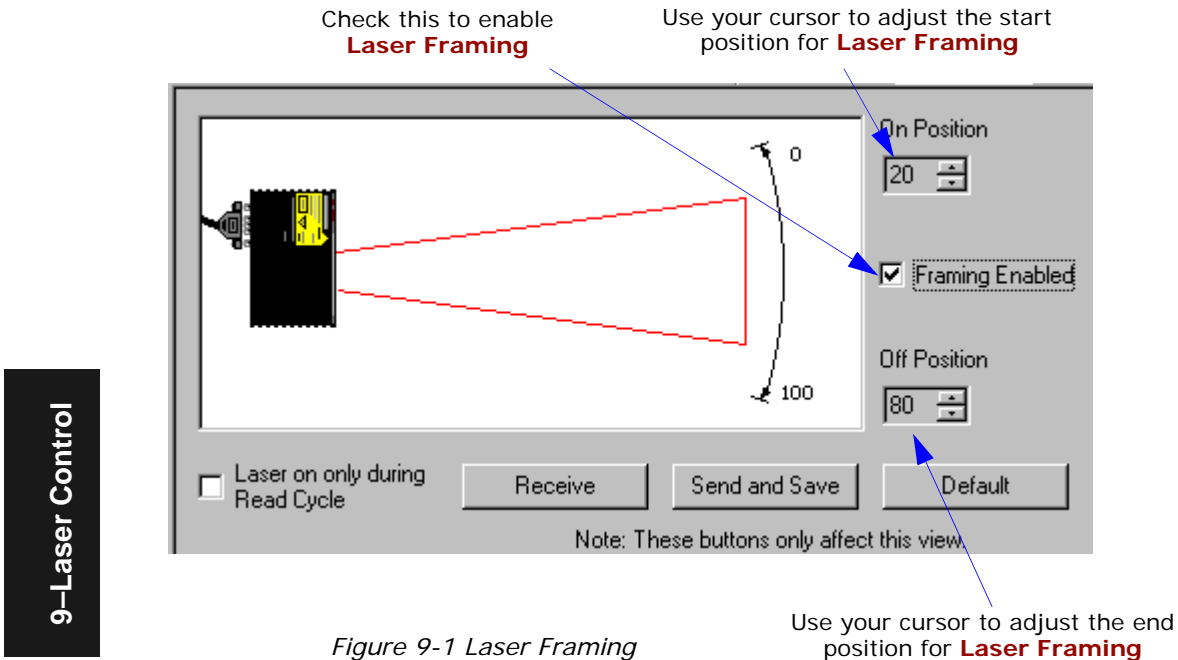 Check this to enable
Laser Framing
Use your cursor to adjust the start
position for Laser Framing
On Position
0
20
Framing Enabled
Off Position
100
80
Laser on only during
Read Cycle
Receive
Send and Save
Default
Note: These buttons only affect this view.
9–Laser Control
Use your cursor to adjust the end
position for Laser Framing
Figure 9-1 Laser Framing